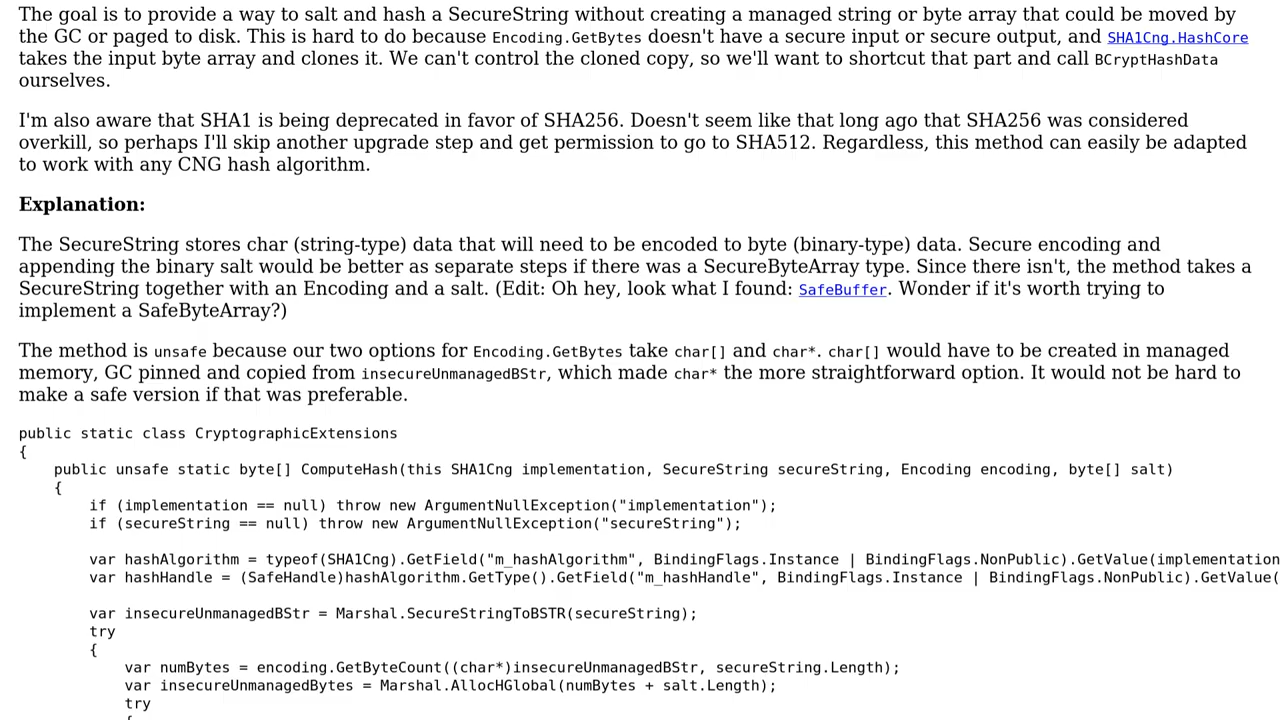 The goal is to provide a way to salt and hash a SecureString without creating a managed string or byte array that could be moved by
the GC or paged to disk. This is hard to do because Encoding.GetBytes doesn't have a secure input or secure output, and SHA1Cng.HashCore
takes the input byte array and clones it. We can't control the cloned copy, so we'll want to shortcut that part and call BCryptHashData
ourselves.
I'm also aware that SHA1 is being deprecated in favor of SHA256. Doesn't seem like that long ago that SHA256 was considered
overkill, so perhaps I'll skip another upgrade step and get permission to go to SHA512. Regardless, this method can easily be adapted
to work with any CNG hash algorithm.
Explanation:
The SecureString stores char (string-type) data that will need to be encoded to byte (binary-type) data. Secure encoding and
appending the binary salt would be better as separate steps if there was a SecureByteArray type. Since there isn't, the method takes a
SecureString together with an Encoding and a salt. (Edit: Oh hey, look what I found: SafeBuffer. Wonder if it's worth trying to
implement a SafeByteArray?)
The method is unsafe because our two options for Encoding.GetBytes take char[] and char*. char[] would have to be created in managed
memory, GC pinned and copied from insecureUnmanagedBStr, which made char* the more straightforward option. It would not be hard to
make a safe version if that was preferable.
public static class CryptographicExtensions
{
    public unsafe static byte[] ComputeHash(this SHA1Cng implementation, SecureString secureString, Encoding encoding, byte[] salt)
    {
        if (implementation == null) throw new ArgumentNullException("implementation");
        if (secureString == null) throw new ArgumentNullException("secureString");
        var hashAlgorithm = typeof(SHA1Cng).GetField("m_hashAlgorithm", BindingFlags.Instance | BindingFlags.NonPublic).GetValue(implementation
        var hashHandle = (SafeHandle)hashAlgorithm.GetType().GetField("m_hashHandle", BindingFlags.Instance | BindingFlags.NonPublic).GetValue(
        var insecureUnmanagedBStr = Marshal.SecureStringToBSTR(secureString);
        try
        {
            var numBytes = encoding.GetByteCount((char*)insecureUnmanagedBStr, secureString.Length);
            var insecureUnmanagedBytes = Marshal.AllocHGlobal(numBytes + salt.Length);
            try
            {